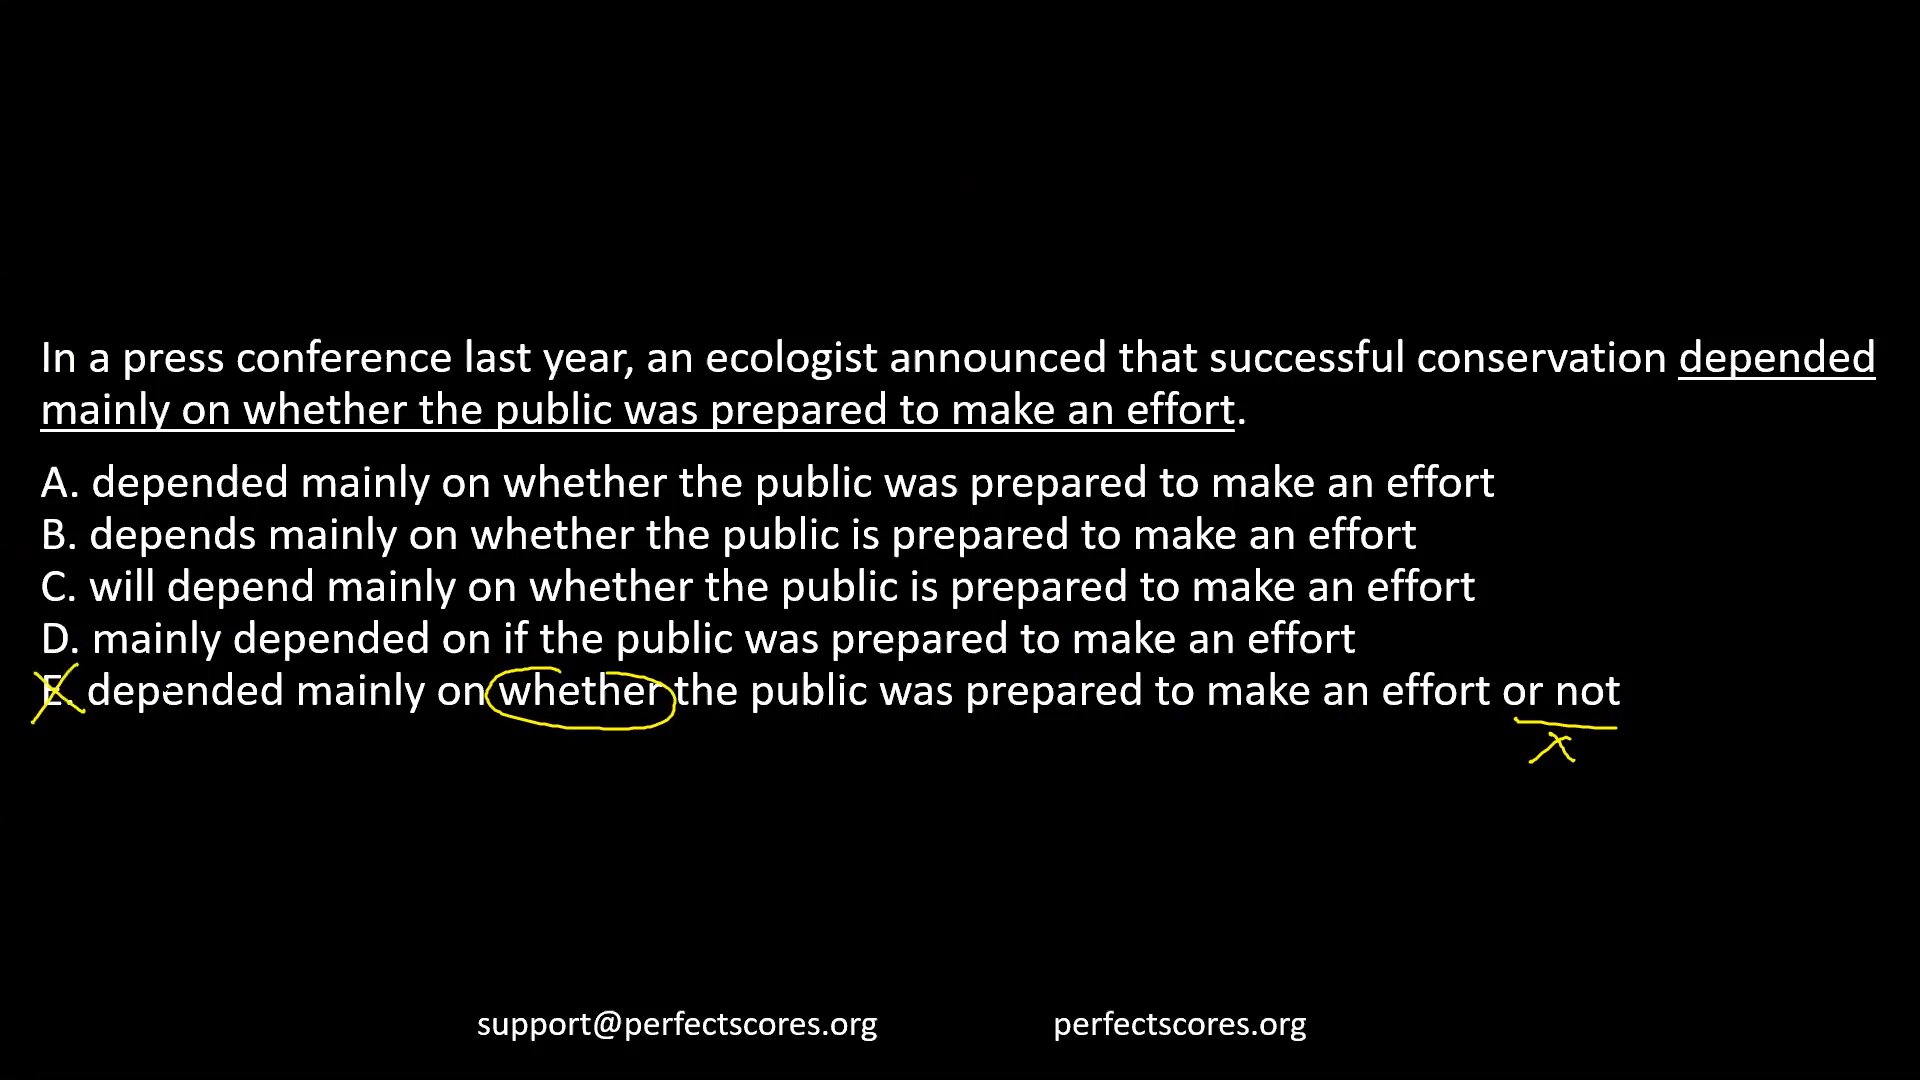 In a press conference last year, an ecologist announced that successful conservation depended
mainly on whether the public was prepared to make an effort.
A. depended mainly on whether the public was prepared to make an effort
B. depends mainly on whether the public is prepared to make an effort
C. will depend mainly on whether the public is prepared to make an effort
D. mainly depended on if the public was prepared to make an effort
E. depended mainly on whether the public was prepared to make an effort or not
x
support@perfectscores.org perfectscores.org